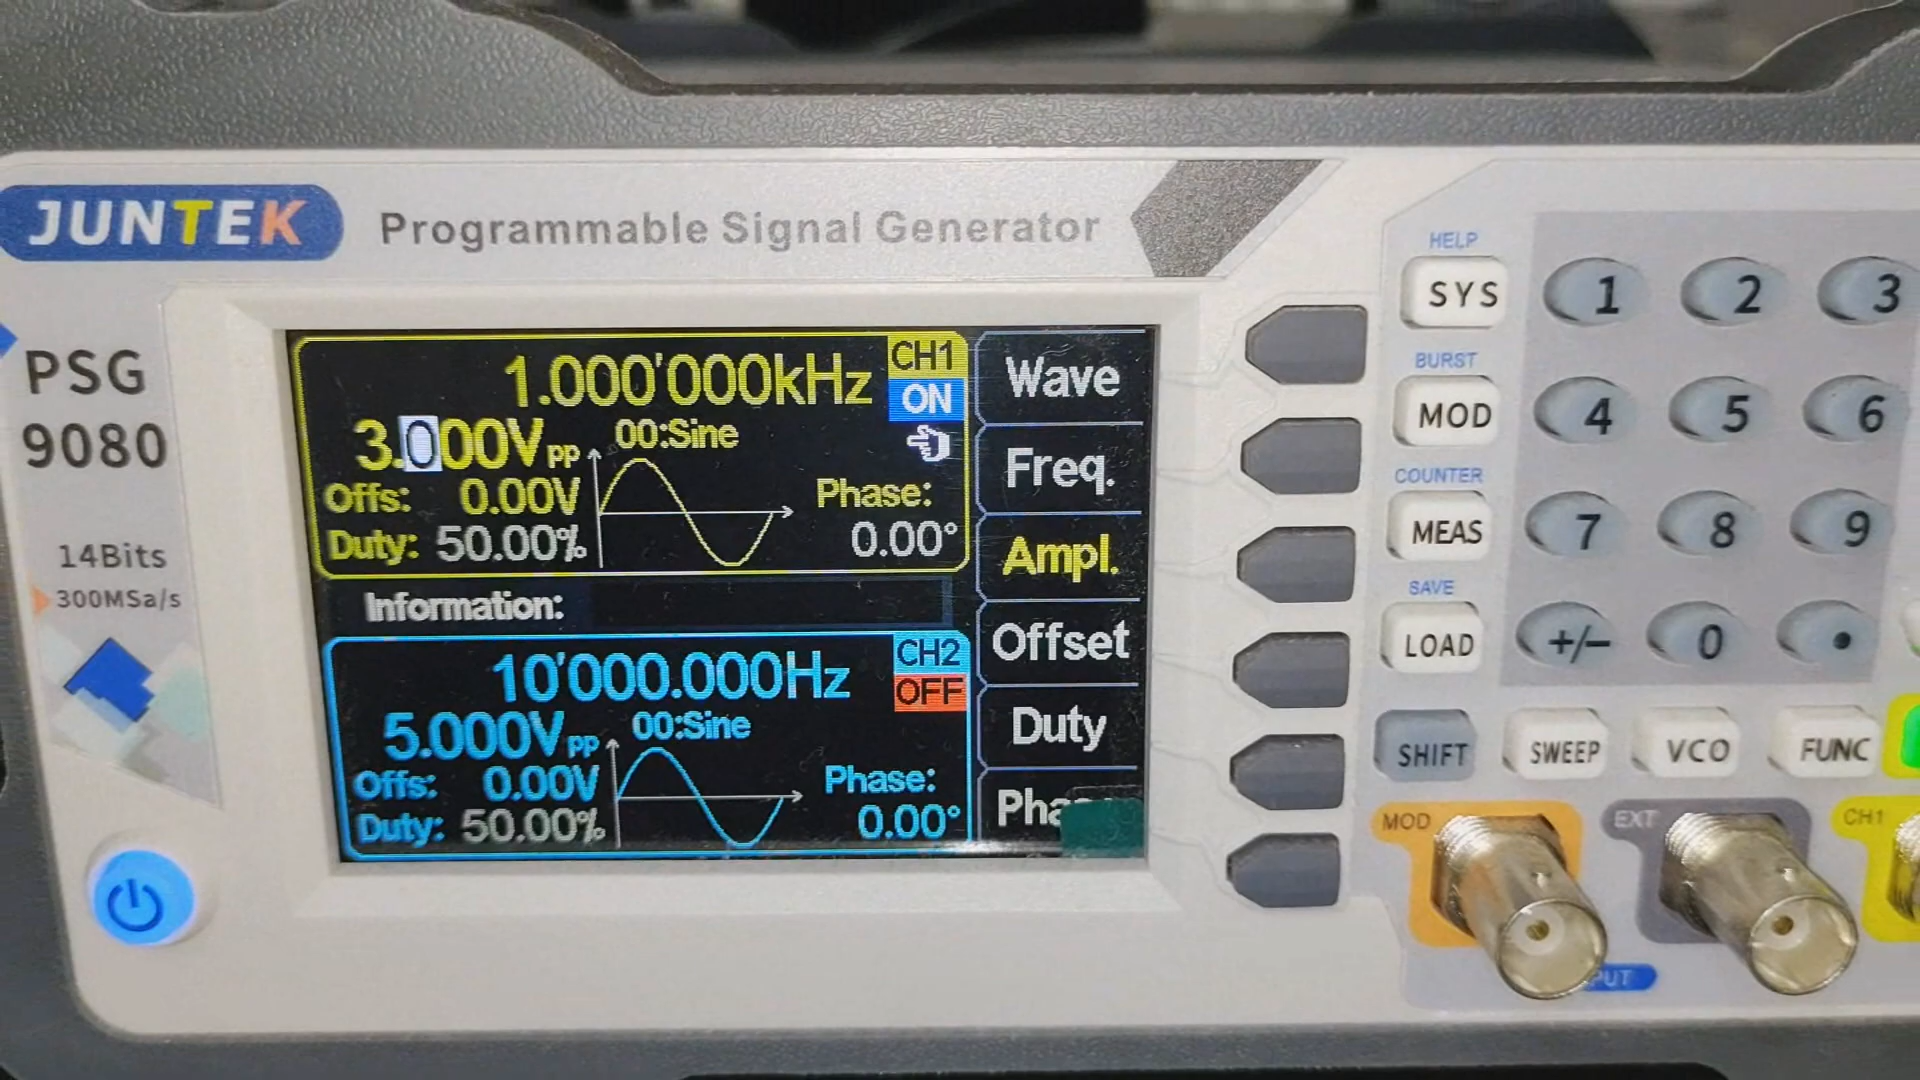 JUNTEK
Programmable Signal Generator
PSG
9080
14Bits
300MSa/s
1.000'000kHz
CH1
ON
3.000Vpp
00:Sine
Offs: 0.00V
Phase:
Duty: 50.00%
0.00°
Information:
10'000.000Hz
CH2
OFF
5.000Vpp
00:Sine
Offs: 0.00V
Phase:
Duty: 50.00%
0.00°
Wave
Freq.
Ampl.
Offset
Duty
HELP
SYS
1 2 3
BURST
MOD
4 5 6
COUNTER
MEAS
7 8 9
SAVE
LOAD
+/- 0 •
SHIFT SWEEP VCO FUNC
MOD EXT CH1